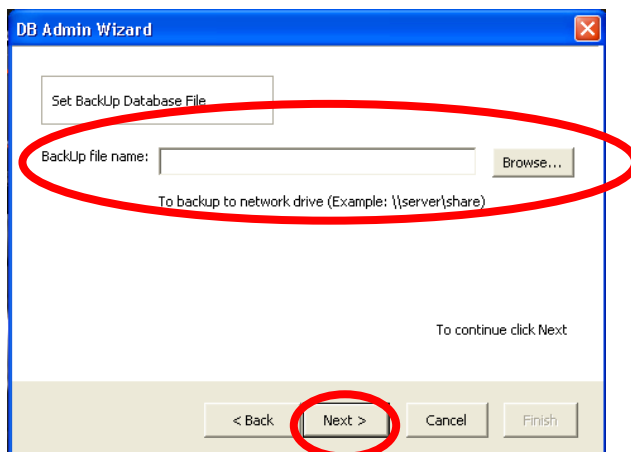 DB Admin Wizard
Set BackUp Database File
BackUp file name:
Browse...
To backup to network drive (Example: \\server\share)
To continue click Next
< Back
Next >
Cancel
Finish